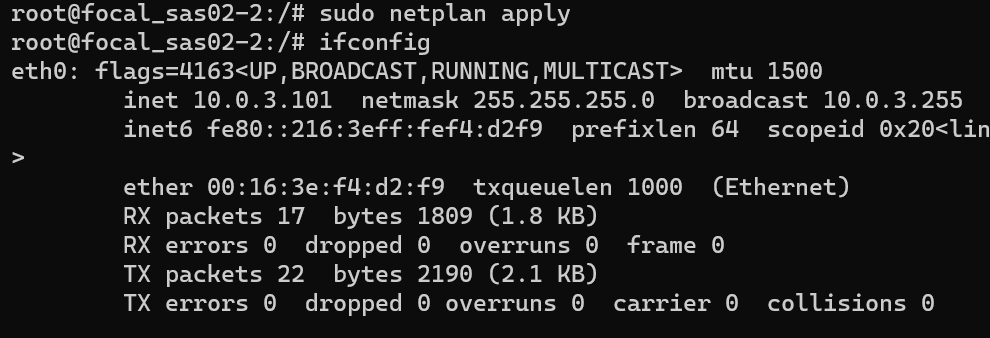 root@focal_sas02-2:/# sudo netplan apply
root@focal_sas02-2:/# ifconfig
eth0: flags=4163<UP,BROADCAST,RUNNING,MULTICAST>  mtu 1500
        inet 10.0.3.101  netmask 255.255.255.0  broadcast 10.0.3.255
        inet6 fe80::216:3eff:fef4:d2f9  prefixlen 64  scopeid 0x20<lin
>
        ether 00:16:3e:f4:d2:f9  txqueuelen 1000  (Ethernet)
        RX packets 17  bytes 1809 (1.8 KB)
        RX errors 0  dropped 0  overruns 0  frame 0
        TX packets 22  bytes 2190 (2.1 KB)
        TX errors 0  dropped 0 overruns 0  carrier 0  collisions 0